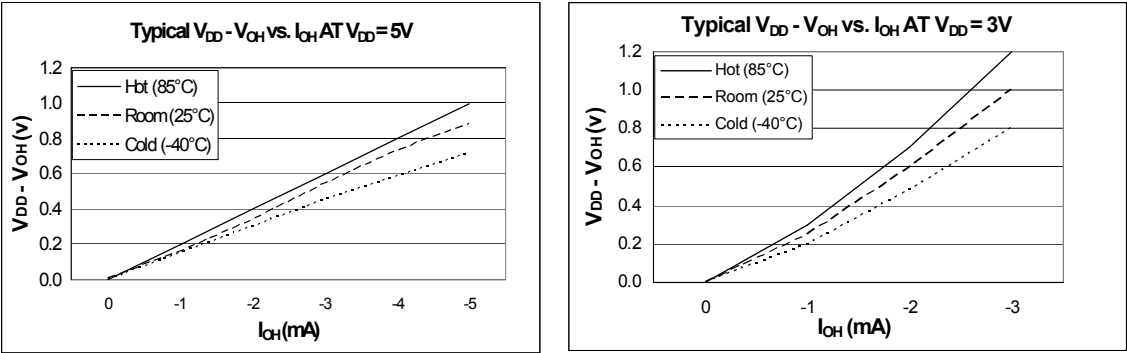 Typical VDD - VOH vs. IOH AT VDD = 5V
1.2
1.0
0.8
0.6
0.4
0.2
0.0
Hot (85°C)
Room (25°C)
Cold (-40°C)
VDD - VOH (v)
0 -1 -2 -3 -4 -5
IOH (mA)
Typical VDD - VOH vs. IOH AT VDD = 3V
1.2
1.0
0.8
0.6
0.4
0.2
0.0
Hot (85°C)
Room (25°C)
Cold (-40°C)
VDD - VOH (v)
0 -1 -2 -3
IOH (mA)